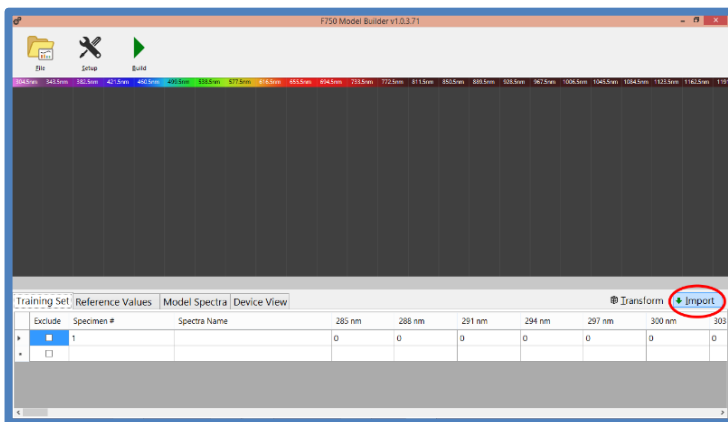 F750 Model Builder v1.0.3.71
File Setup Build
304.5nm 343.5nm 382.5nm 421.5nm 460.5nm 499.5nm 538.5nm 577.5nm 616.5nm 655.5nm 694.5nm 733.5nm 772.5nm 811.5nm 850.5nm 889.5nm 928.5nm 967.5nm 1006.5nm 1045.5nm 1084.5nm 1123.5nm 1162.5nm
Training Set Reference Values Model Spectra Device View Transform Import
Exclude Specimen # Spectra Name 285 nm 288 nm 291 nm 294 nm 297 nm 300 nm 303
1 0 0 0 0 0 0 0